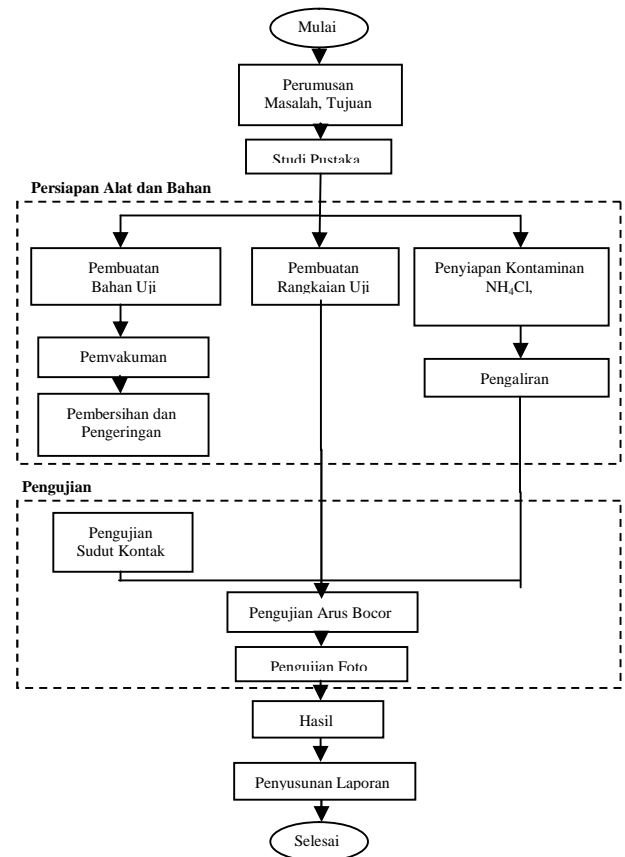 Mulai
Perumusan
Masalah, Tujuan
Studi Pustaka
Persiapan Alat dan Bahan
Pembuatan
Bahan Uji
Pembuatan
Rangkaian Uji
Penyiapan Kontaminan
NH₄Cl,
Pemvakuman
Pengaliran
Pembersihan dan
Pengeringan
Pengujian
Pengujian
Sudut Kontak
Pengujian Arus Bocor
Pengujian Foto
Hasil
Penyusunan Laporan
Selesai